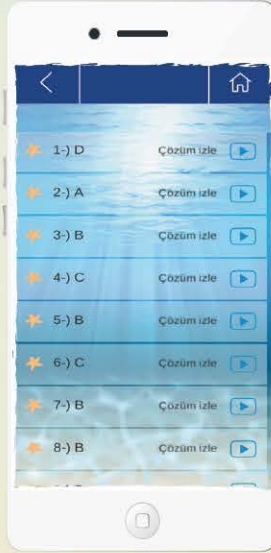 1-) D Çözüm izle
2-) A Çözüm izle
3-) B Çözüm izle
4-) C Çözüm izle
5-) B Çözüm izle
6-) C Çözüm izle
7-) B Çözüm izle
8-) B Çözüm izle